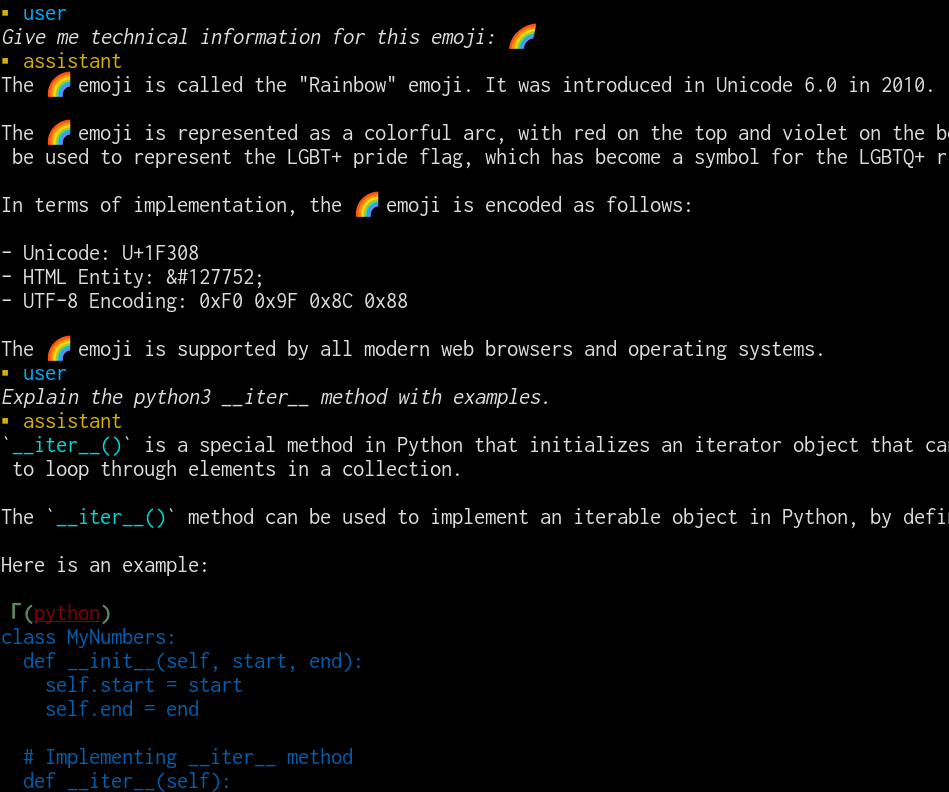 ▪ user
Give me technical information for this emoji: 🌈
▪ assistant
The 🌈 emoji is called the "Rainbow" emoji. It was introduced in Unicode 6.0 in 2010.
The 🌈 emoji is represented as a colorful arc, with red on the top and violet on the
be used to represent the LGBT+ pride flag, which has become a symbol for the LGBTQ+
In terms of implementation, the 🌈 emoji is encoded as follows:
- Unicode: U+1F308
- HTML Entity: &#127752;
- UTF-8 Encoding: 0xF0 0x9F 0x8C 0x88
The 🌈 emoji is supported by all modern web browsers and operating systems.
▪ user
Explain the python3 __iter__ method with examples.
▪ assistant
`__iter__()` is a special method in Python that initializes an iterator object that
to loop through elements in a collection.
The `__iter__()` method can be used to implement an iterable object in Python, by
Here is an example:
┌(python)
class MyNumbers:
  def __init__(self, start, end):
    self.start = start
    self.end = end
  # Implementing __iter__ method
  def __iter__(self):